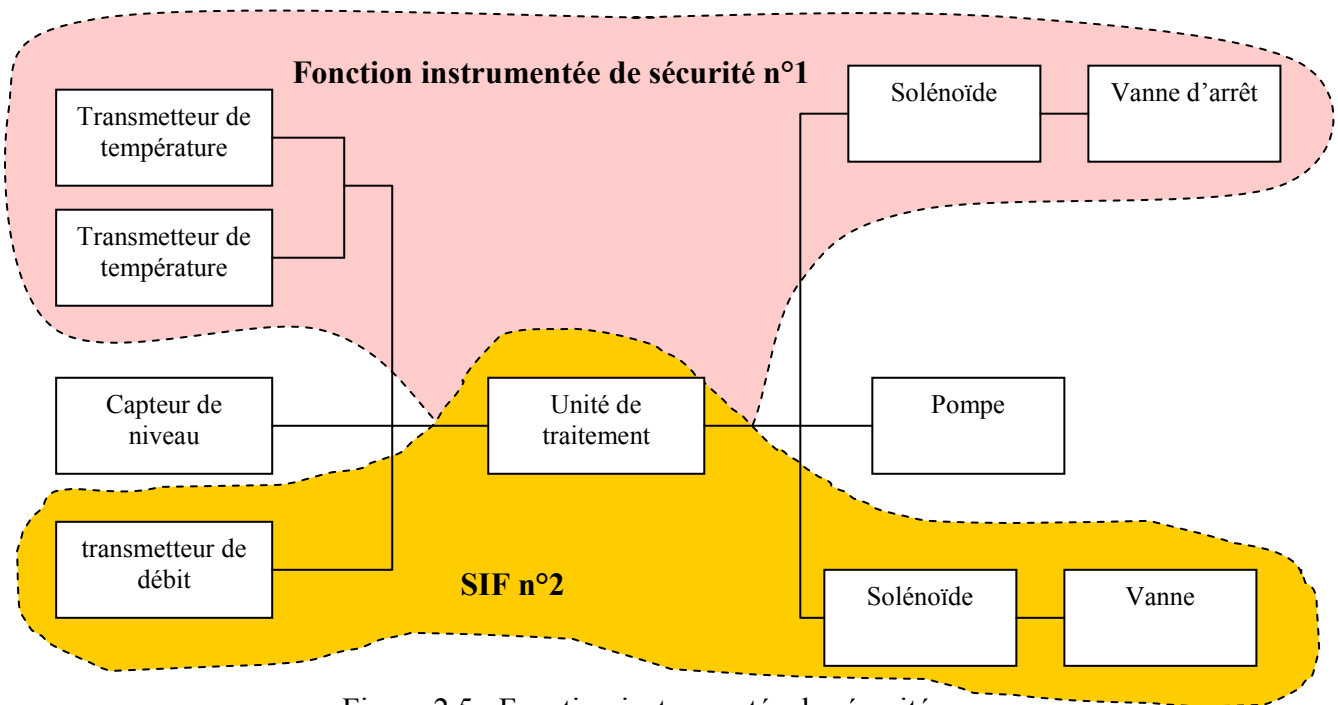 Fonction instrumentée de sécurité n°1
Transmetteur de
température
Solénoïde
Vanne d'arrêt
Transmetteur de
température
Capteur de
niveau
Unité de
traitement
Pompe
transmetteur de
débit
SIF n°2
Solénoïde
Vanne